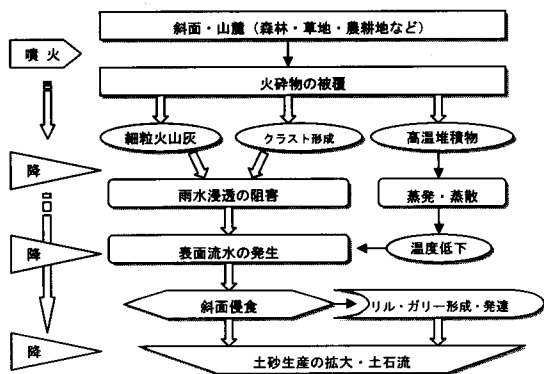 斜面・山麓（森林・草地・農耕地など）
噴火
火砕物の被覆
細粒火山灰
クラスト形成
高温堆積物
降
雨水浸透の阻害
蒸発・蒸散
降
表面流水の発生
温度低下
斜面侵食
リル・ガリー形成・発達
降
土砂生産の拡大・土石流